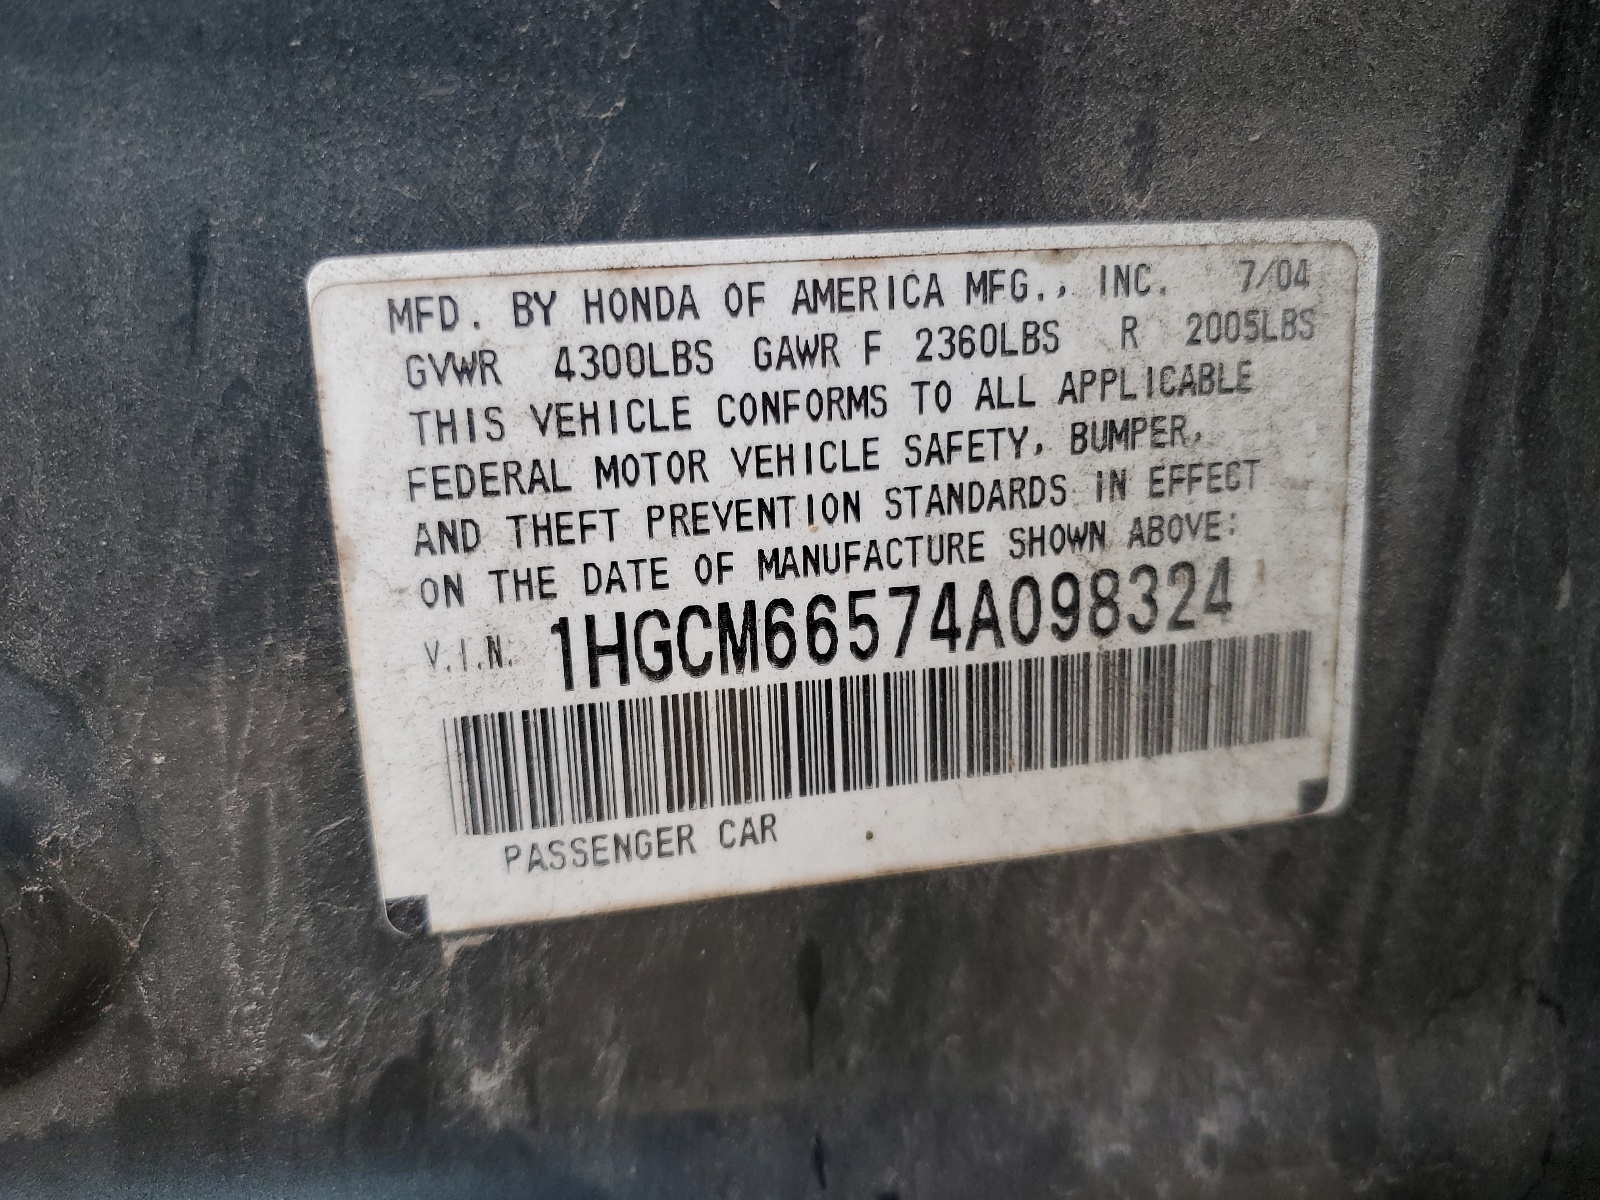 MFD. BY HONDA OF AMERICA MFG., INC. 7/04
GVWR 4300LBS GAWR F 2360LBS R 2005LBS
THIS VEHICLE CONFORMS TO ALL APPLICABLE
FEDERAL MOTOR VEHICLE SAFETY, BUMPER,
AND THEFT PREVENTION STANDARDS IN EFFECT
ON THE DATE OF MANUFACTURE SHOWN ABOVE:
V.I.N. 1HGCM66574A098324
PASSENGER CAR